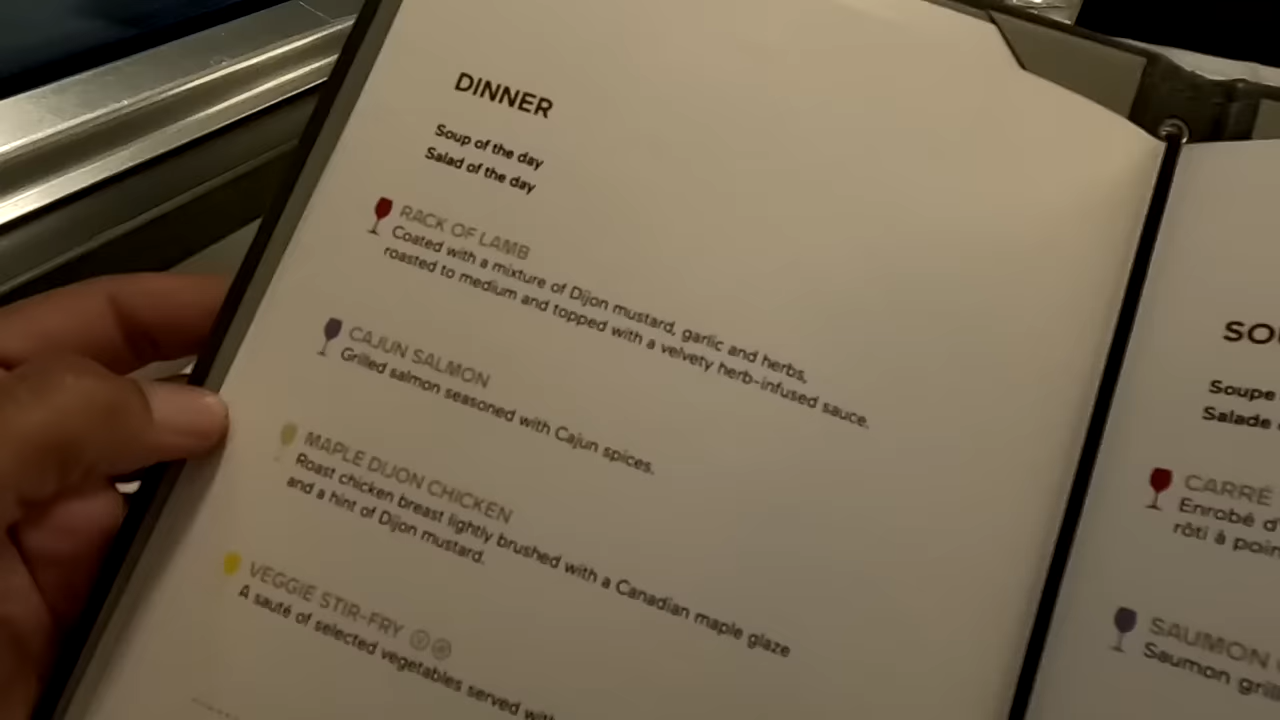 DINNER
Soup of the day
Salad of the day
RACK OF LAMB
Coated with a mixture of Dijon mustard, garlic and herbs,
roasted to medium and topped with a velvety herb-infused sauce.
CAJUN SALMON
Grilled salmon seasoned with Cajun spices.
MAPLE DIJON CHICKEN
Roast chicken breast lightly brushed with a Canadian maple glaze
and a hint of Dijon mustard.
VEGGIE STIR-FRY
A sauté of selected vegetables served with
SO
Soupe
Salade
CARRÉ
Enrobé d
rôti à poin
SAUMON
Saumon gril